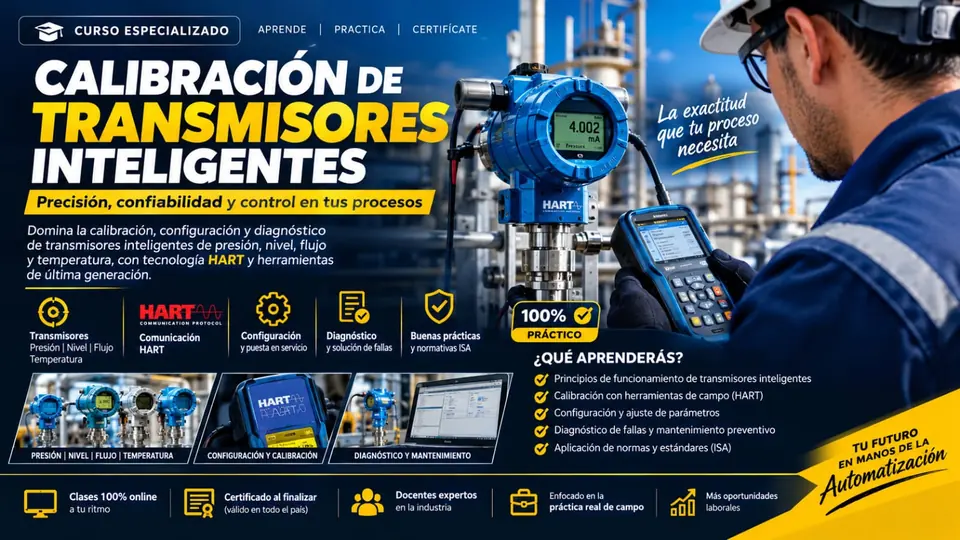 CURSO ESPECIALIZADO
APRENDE | PRACTICA | CERTIFÍCATE
CALIBRACIÓN DE
TRANSMISORES
INTELIGENTES
Precisión, confiabilidad y control en tus procesos
Domina la calibración, configuración y diagnóstico
de transmisores inteligentes de presión, nivel, flujo
y temperatura, con tecnología HART y herramientas
de última generación.
4.002
mA
Pressure
HART
La exactitud
que tu proceso
necesita
Transmisores
Presión | Nivel | Flujo
Temperatura
HART
COMMUNICATION PROTOCOL
Comunicación
HART
Configuración
y puesta en servicio
Diagnóstico
y solución de fallas
Buenas prácticas
y normativas ISA
100%
PRÁCTICO
¿QUÉ APRENDERÁS?
Principios de funcionamiento de transmisores inteligentes
Calibración con herramientas de campo (HART)
Configuración y ajuste de parámetros
Diagnóstico de fallas y mantenimiento preventivo
Aplicación de normas y estándares (ISA)
HART
PRESIÓN | NIVEL | FLUJO | TEMPERATURA
CONFIGURACIÓN Y CALIBRACIÓN
DIAGNÓSTICO Y MANTENIMIENTO
TU FUTURO
EN MANOS DE LA
Automatización
Clases 100% online
a tu ritmo
Certificado al finalizar
(válido en todo el país)
Docentes expertos
en la industria
Enfocado en la
práctica real de campo
Más oportunidades
laborales